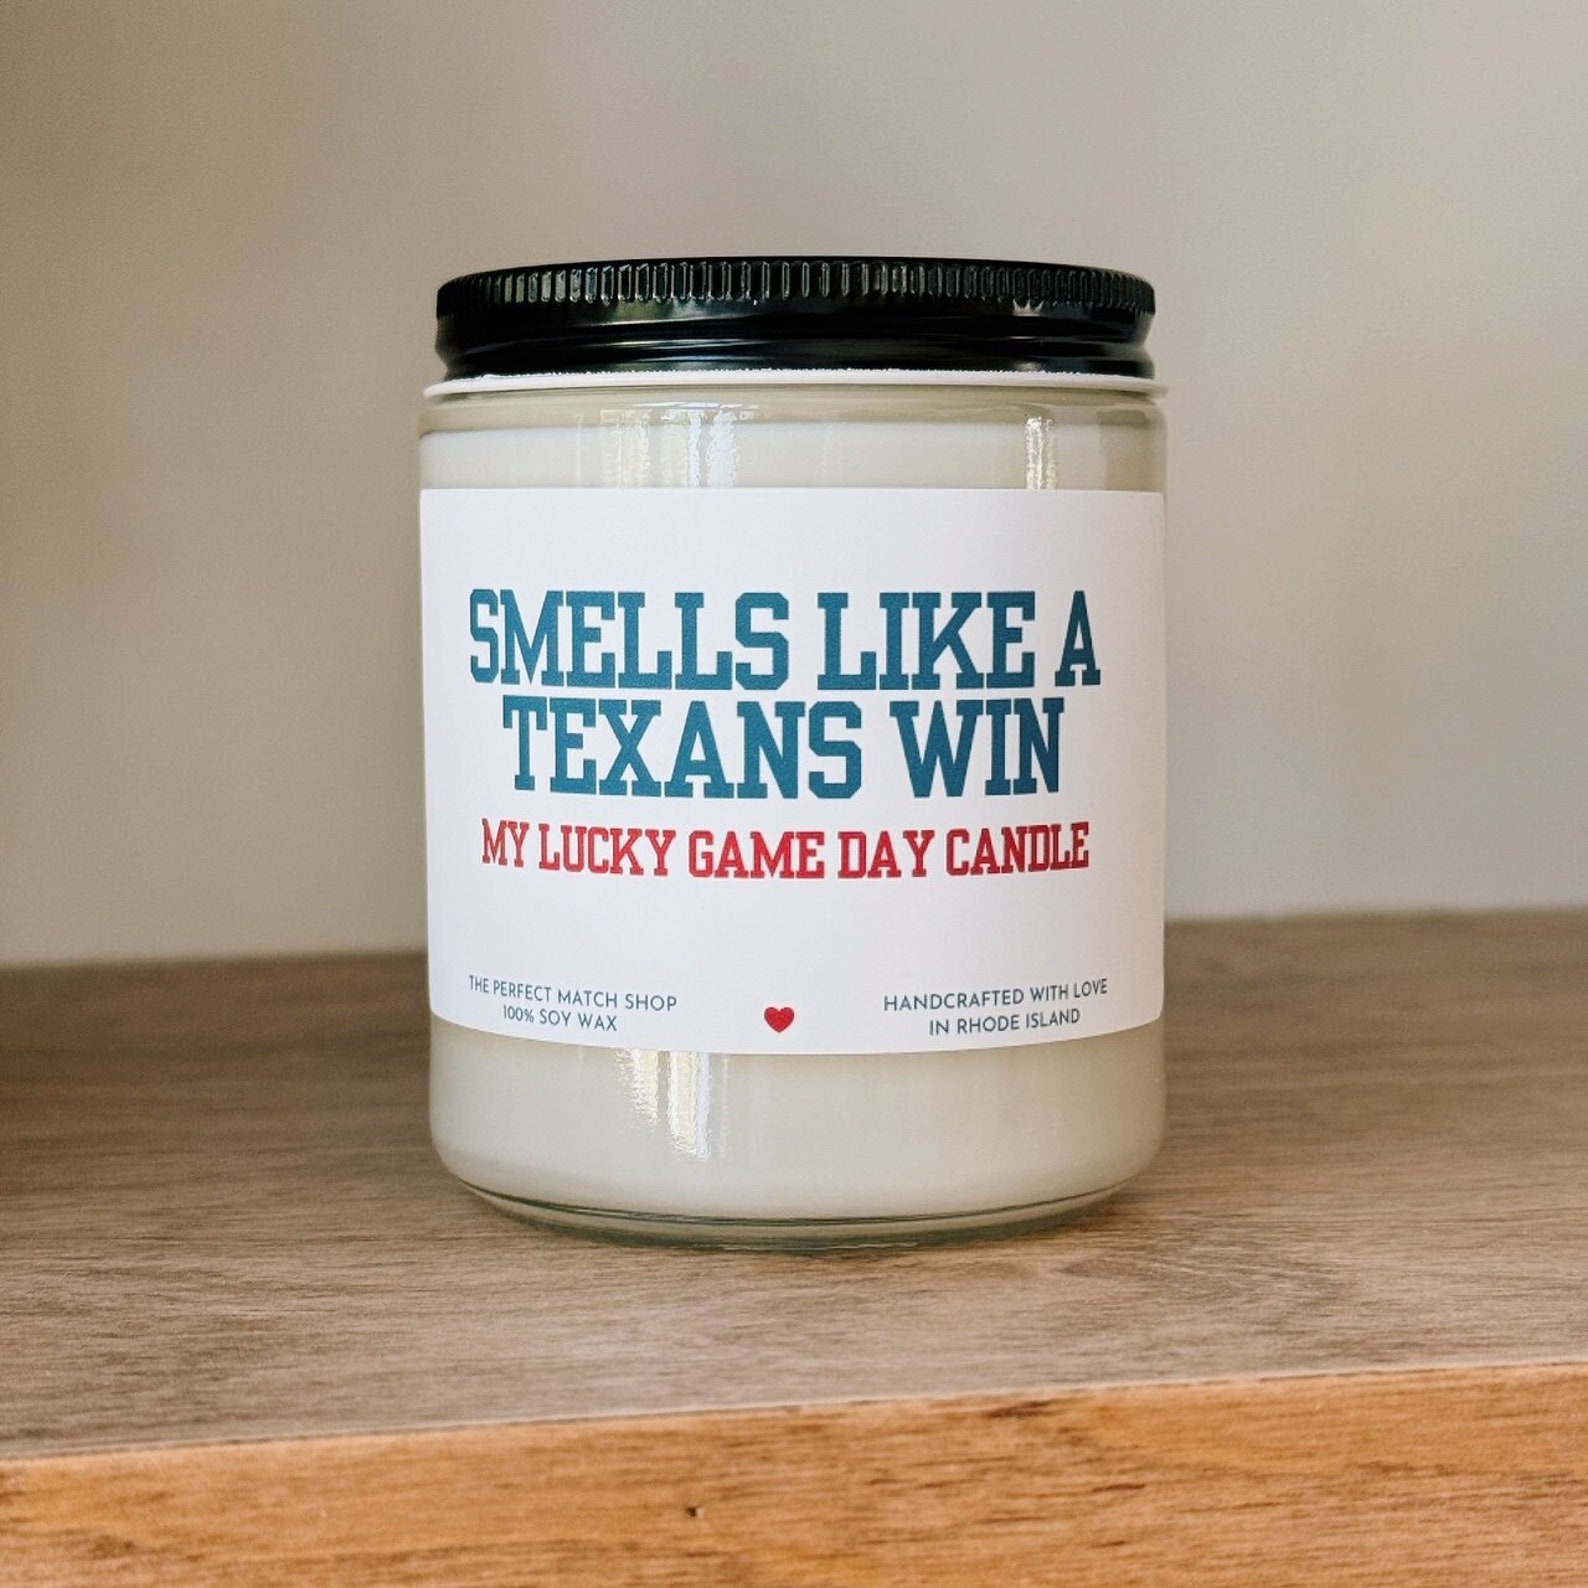 SMELLS LIKE A
TEXANS WIN
MY LUCKY GAME DAY CANDLE
THE PERFECT MATCH SHOP
100% SOY WAX
HANDCRAFTED WITH LOVE
IN RHODE ISLAND